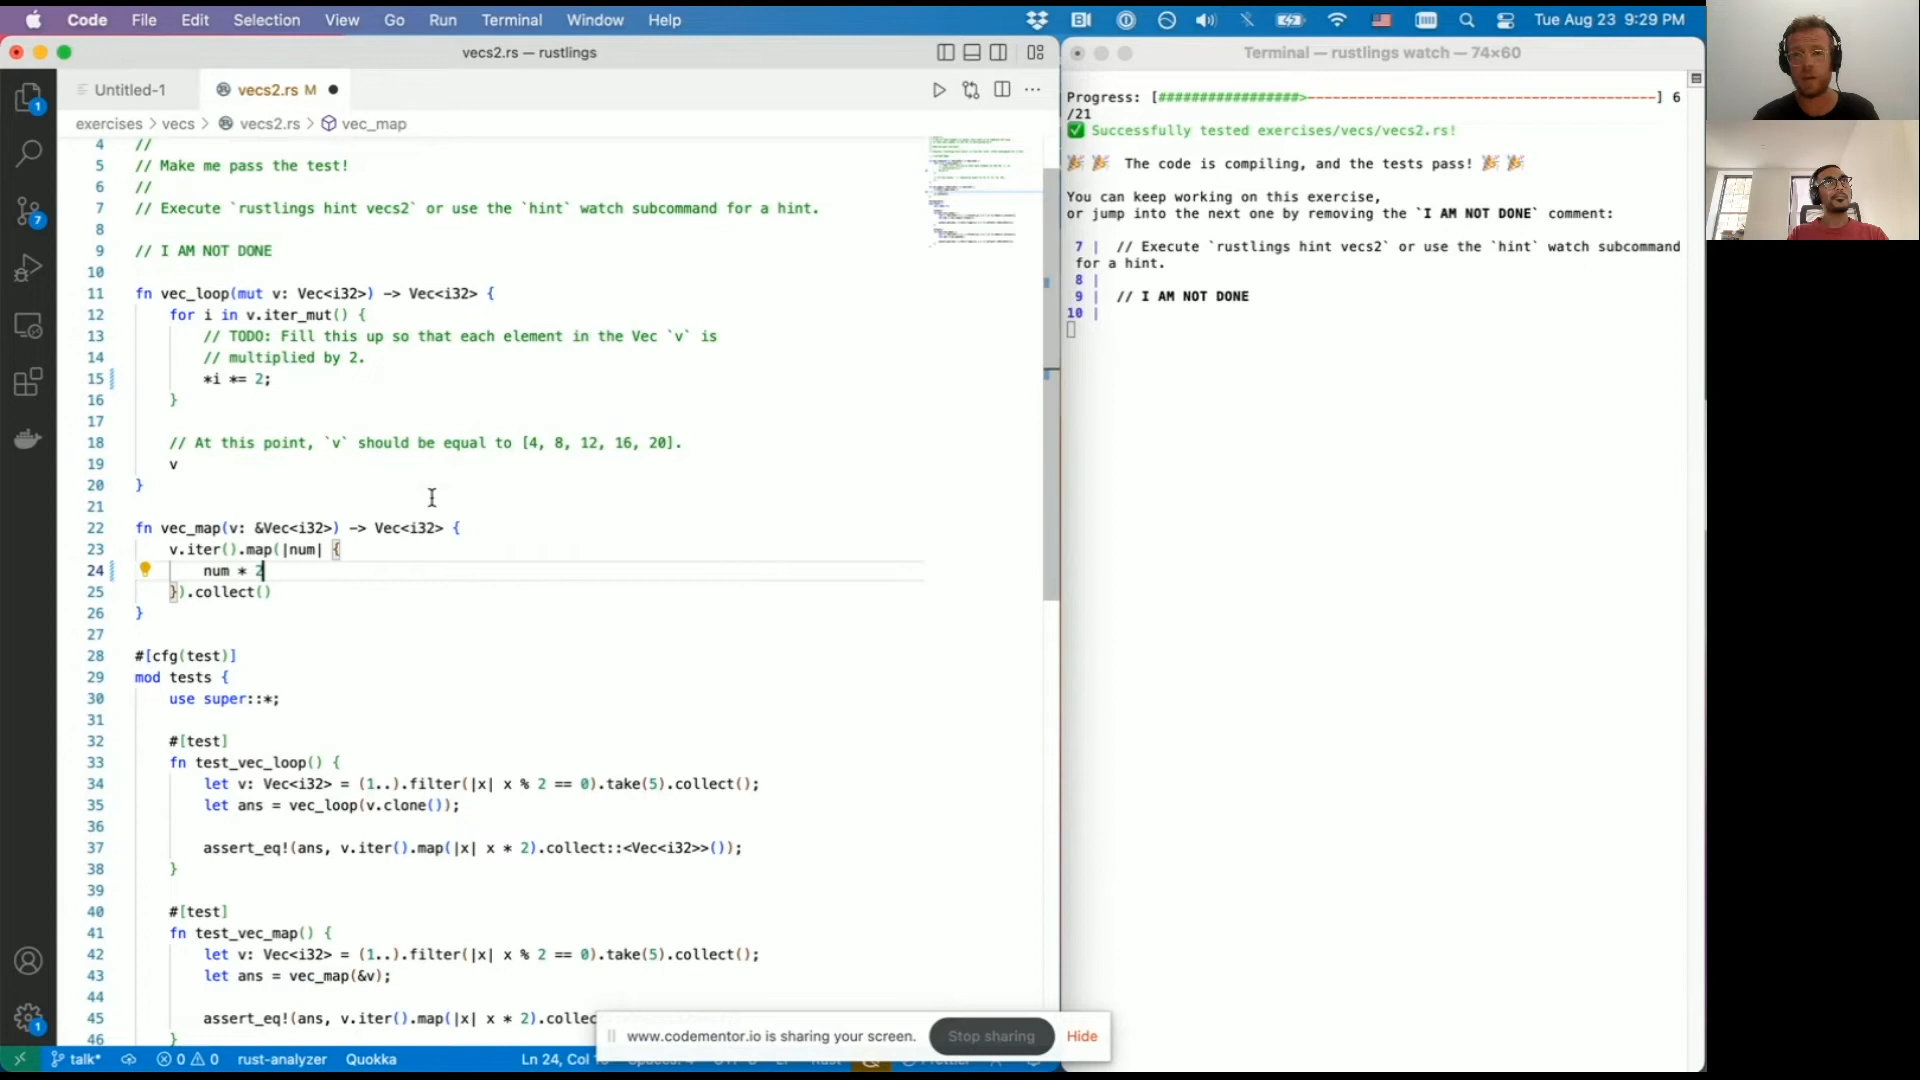 Code File Edit Selection View Go Run Terminal Window Help Tue Aug 23 9:29 PM
vecs2.rs — rustlings
Untitled-1 vecs2.rs M
exercises > vecs > vecs2.rs > vec_map
4 //
5 // Make me pass the test!
6 //
7 // Execute `rustlings hint vecs2` or use the `hint` watch subcommand for a hint.
8
9 // I AM NOT DONE
10
11 fn vec_loop(mut v: Vec<i32>) -> Vec<i32> {
12 for i in v.iter_mut() {
13 // TODO: Fill this up so that each element in the Vec `v` is
14 // multiplied by 2.
15 *i *= 2;
16 }
17
18 // At this point, `v` should be equal to [4, 8, 12, 16, 20].
19 v
20 }
21
22 fn vec_map(v: &Vec<i32>) -> Vec<i32> {
23 v.iter().map(|num| {
24 num * 2
25 }).collect()
26 }
27
28 #[cfg(test)]
29 mod tests {
30 use super::*;
31
32 #[test]
33 fn test_vec_loop() {
34 let v: Vec<i32> = (1..).filter(|x| x % 2 == 0).take(5).collect();
35 let ans = vec_loop(v.clone());
36
37 assert_eq!(ans, v.iter().map(|x| x * 2).collect::<Vec<i32>>());
38 }
39
40 #[test]
41 fn test_vec_map() {
42 let v: Vec<i32> = (1..).filter(|x| x % 2 == 0).take(5).collect();
43 let ans = vec_map(&v);
44
45 assert_eq!(ans, v.iter().map(|x| x * 2).collec
46 }
1
7
1
talk* 0 0 rust-analyzer Quokka Ln 24, Col
www.codementor.io is sharing your screen. Stop sharing Hide
Terminal — rustlings watch — 74×60
Progress: [#################>------------------------------------------] 6
/21
Successfully tested exercises/vecs/vecs2.rs!
The code is compiling, and the tests pass!
You can keep working on this exercise,
or jump into the next one by removing the `I AM NOT DONE` comment:
7 | // Execute `rustlings hint vecs2` or use the `hint` watch subcommand
for a hint.
8 |
9 | // I AM NOT DONE
10 |